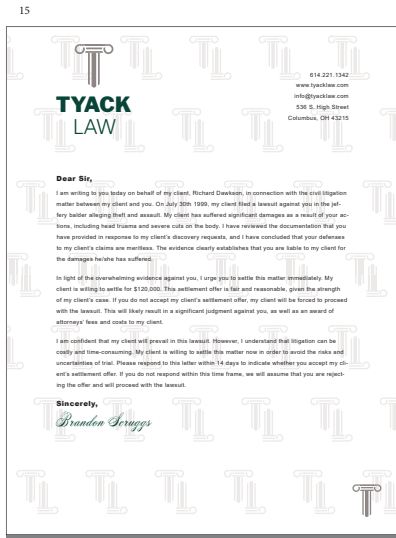 15
614.221.1342
www.tyacklaw.com
info@tyacklaw.com
536 S. High Street
Columbus, OH 43215
TYACK
LAW
Dear Sir,
I am writing to you today on behalf of my client, Richard Dawkson, in connection with the civil litigation
matter between my client and you. On July 30th 1999, my client filed a lawsuit against you in the jef-
fery balder alleging theft and assault. My client has suffered significant damages as a result of your ac-
tions, including head truama and severe cuts on the body. I have reviewed the documentation that you
have provided in response to my client's discovery requests, and I have concluded that your defenses
to my client's claims are meritless. The evidence clearly establishes that you are liable to my client for
the damages he/she has suffered.
In light of the overwhelming evidence against you, I urge you to settle this matter immediately. My
client is willing to settle for $120,000. This settlement offer is fair and reasonable, given the strength
of my client's case. If you do not accept my client's settlement offer, my client will be forced to proceed
with the lawsuit. This will likely result in a significant judgment against you, as well as an award of
attorneys' fees and costs to my client.
I am confident that my client will prevail in this lawsuit. However, I understand that litigation can be
costly and time-consuming. My client is willing to settle this matter now in order to avoid the risks and
uncertainties of trial. Please respond to this letter within 14 days to indicate whether you accept my cli-
ent's settlement offer. If you do not respond within this time frame, we will assume that you are reject-
ing the offer and will proceed with the lawsuit.
Sincerely,
Brandon Scruggs